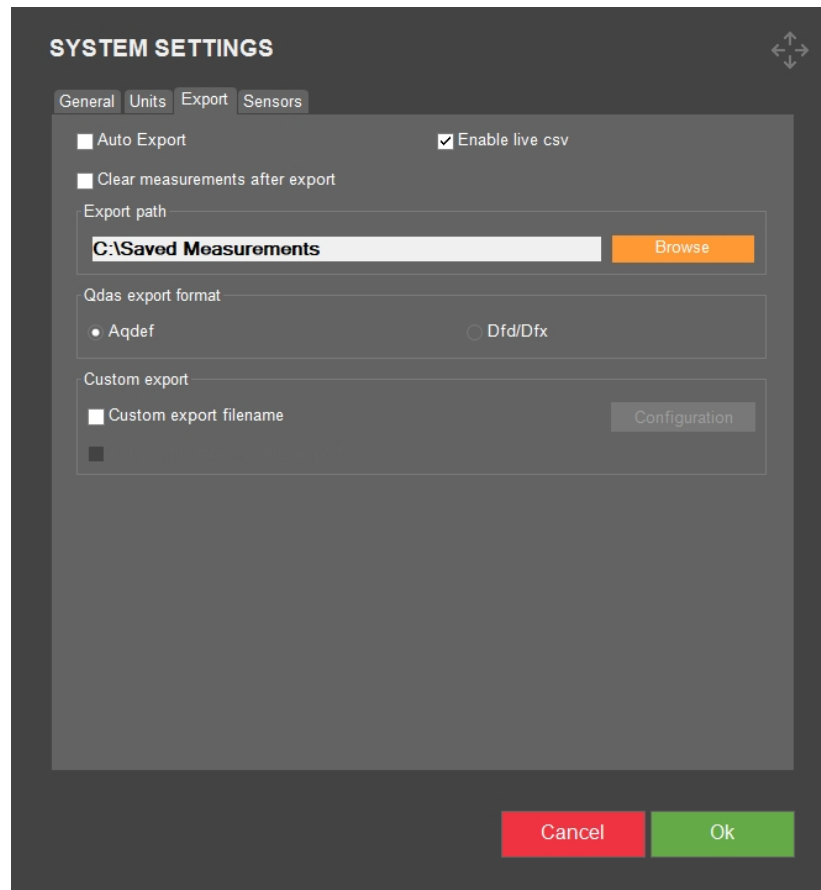 SYSTEM SETTINGS
General Units Export Sensors
Auto Export Enable live csv
Clear measurements after export
Export path
C:\Saved Measurements Browse
Qdas export format
Aqdef Dfd/Dfx
Custom export
Custom export filename Configuration
Cancel Ok